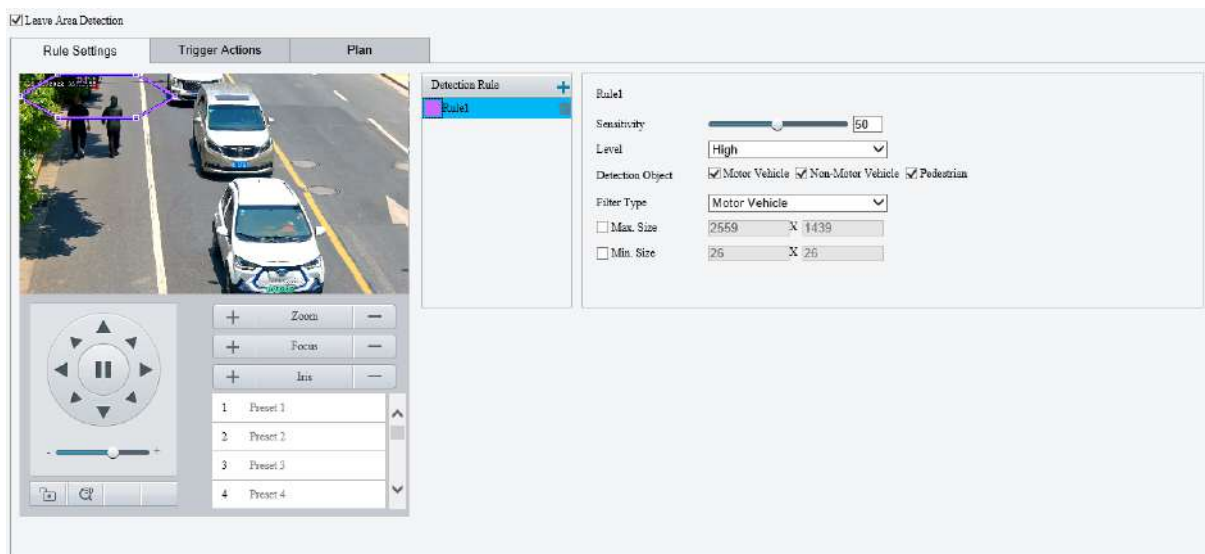 Leave Area Detection
Rule Settings
Trigger Actions
Plan
Detection Rule
Rule1
Rule1
Sensitivity
50
Level
High
Detection Object
Motor Vehicle
Non-Motor Vehicle
Pedestrian
Filter Type
Motor Vehicle
Max. Size
2559 X 1439
Min. Size
26 X 26
+ Zoom −
+ Focus −
+ Iris −
1 Preset 1
2 Preset 2
3 Preset 3
4 Preset 4
- +